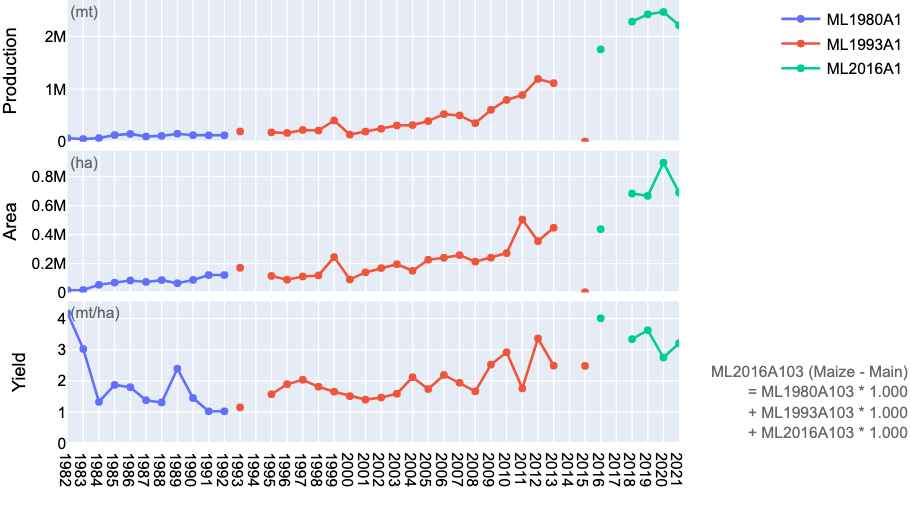 (mt)
Production
2M
1M
0
ML1980A1
ML1993A1
ML2016A1
(ha)
Area
0.8M
0.6M
0.4M
0.2M
0
(mt/ha)
Yield
4
3
2
1
0
ML2016A103 (Maize - Main)
= ML1980A103 * 1.000
+ ML1993A103 * 1.000
+ ML2016A103 * 1.000
1982
1983
1984
1985
1986
1987
1988
1989
1990
1991
1992
1993
1994
1995
1996
1997
1998
1999
2000
2001
2002
2003
2004
2005
2006
2007
2008
2009
2010
2011
2012
2013
2014
2015
2016
2017
2018
2019
2020
2021